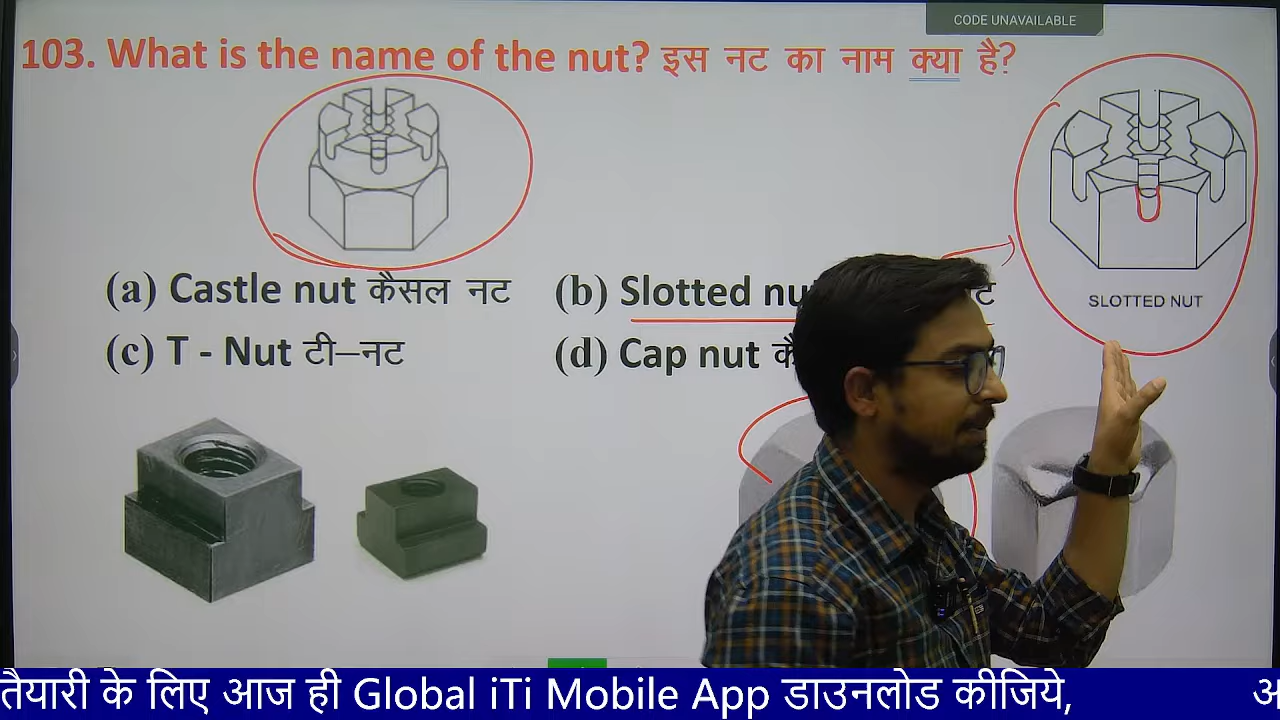 CODE UNAVAILABLE
103. What is the name of the nut? इस नट का नाम क्या है?
(a) Castle nut कैसल नट
(b) Slotted
SLOTTED NUT
(c) T - Nut टी–नट
(d) Cap nut
तैयारी के लिए आज ही Global iTi Mobile App डाउनलोड कीजिये,